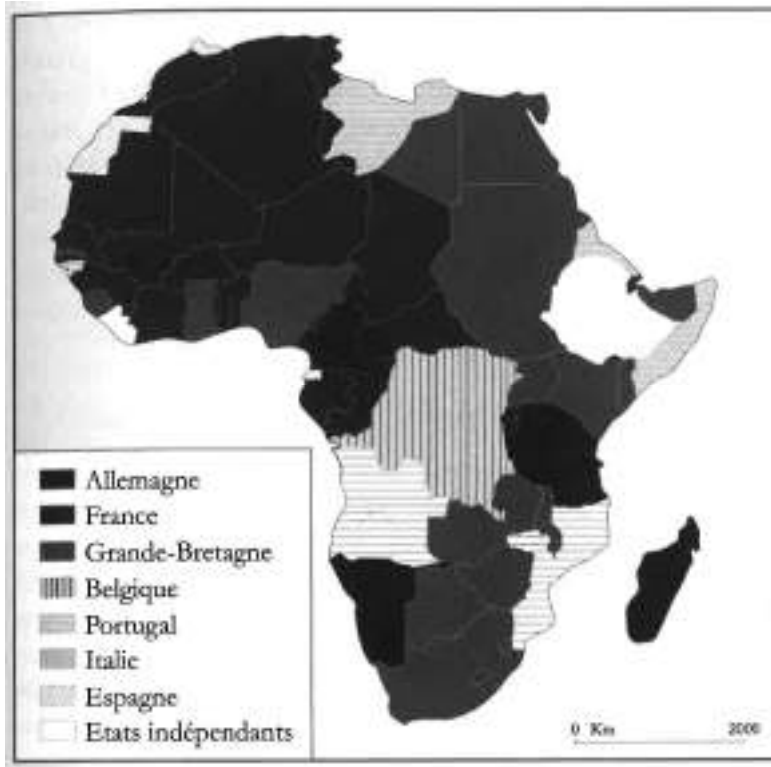 Allemagne
France
Grande-Bretagne
Belgique
Portugal
Italie
Espagne
Etats indépendants
0 Km 2000